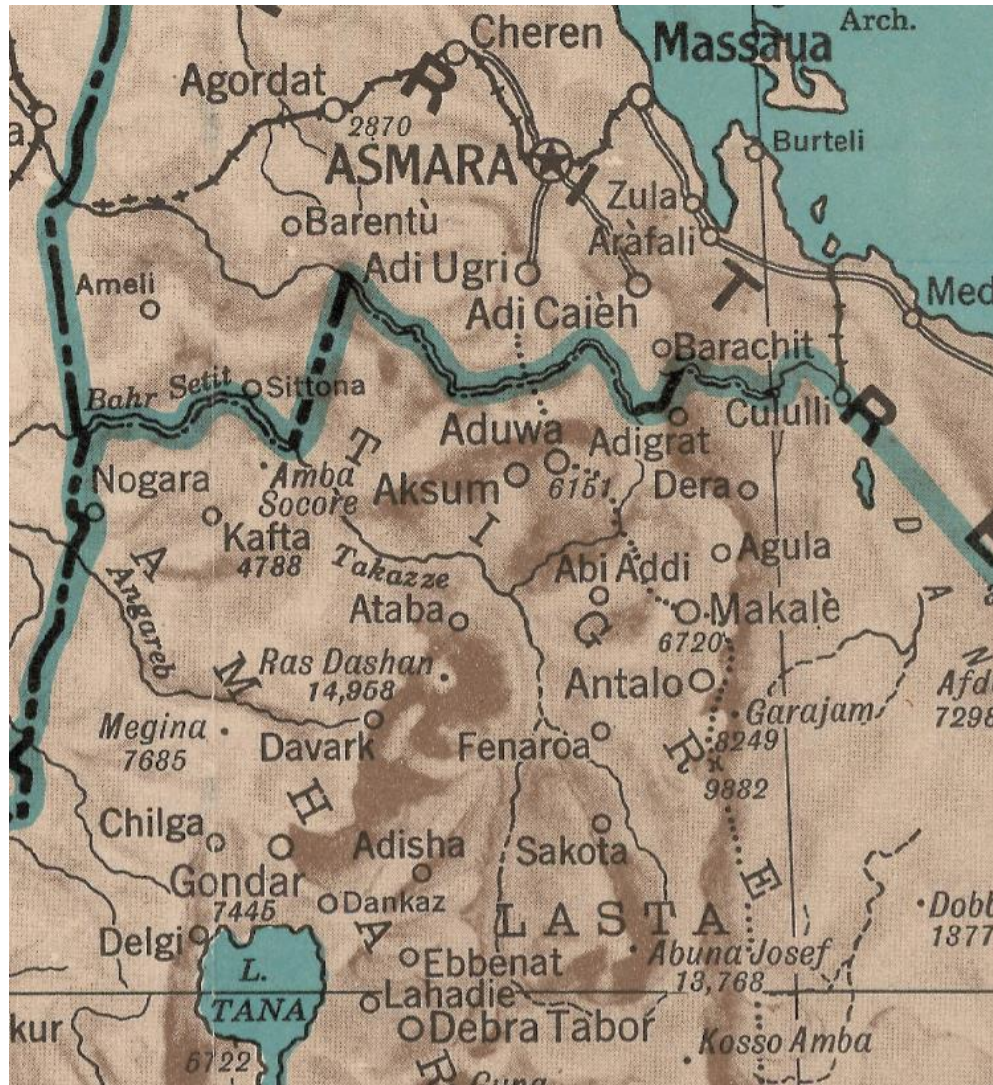 Arch.
Cheren
Massaua
Agordat
2870
ASMARA
Burteli
Zula
Barentù
Aràfali
Adi Ugri
Ameli
Adi Caièh
Med
Barachit
Bahr Setit
Sittona
Cululli
Aduwa
Adigrat
Nogara
Amba
Socore
Aksum
6151
Dera
Kafta
4788
Takazze
Abi Addi
Agula
Angareb
Ataba
Makalè
6720
Ras Dashan
14,958
Antalo
Afd
7298
Garajam
Megina
7685
Davark
Fenaroa
8249
9882
Chilga
Adisha
Sakota
Gondar
7445
Dankaz
LASTA
Dobb
1377
Delgi
Ebbenat
Abuna Josef
13,768
L.
TANA
Lahadie
kur
Debra Tabor
Kosso Amba
6722
Guna
R I T R E
T I G R E
A M H A R
D A N